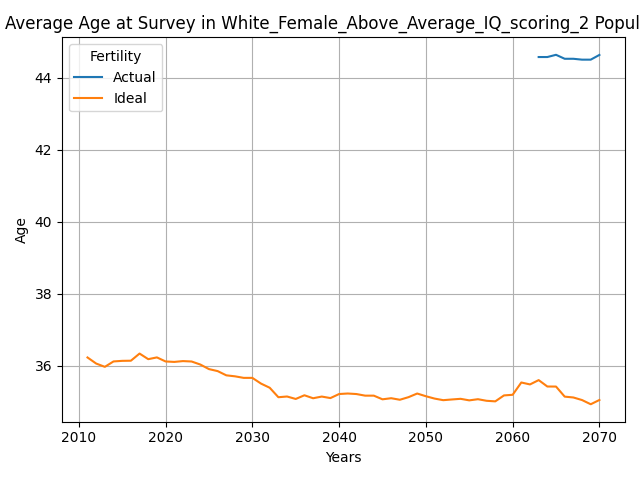 Average Age at Survey in White_Female_Above_Average_IQ_scoring_2 Popul
Fertility
Actual
Ideal
44
42
40
38
36
Age
2010 2020 2030 2040 2050 2060 2070
Years